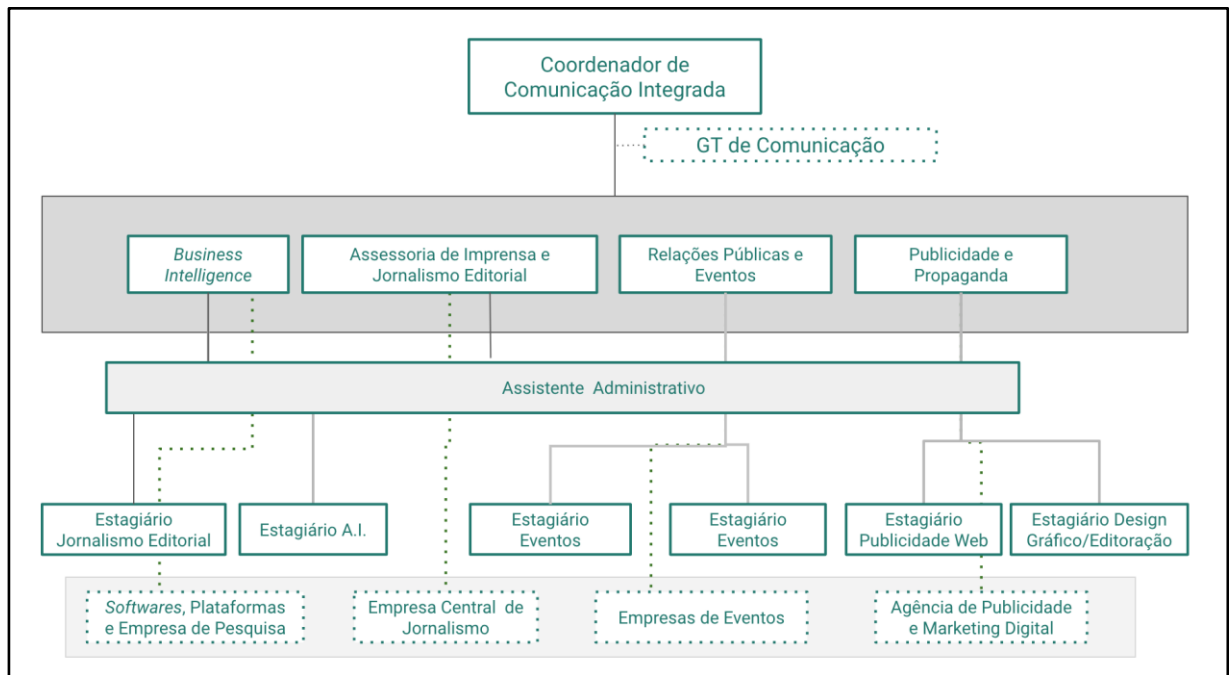 Coordenador de
Comunicação Integrada
GT de Comunicação
Business
Intelligence
Assessoria de Imprensa e
Jornalismo Editorial
Relações Públicas e
Eventos
Publicidade e
Propaganda
Assistente Administrativo
Estagiário
Jornalismo Editorial
Estagiário A.I.
Estagiário
Eventos
Estagiário
Eventos
Estagiário
Publicidade Web
Estagiário Design
Gráfico/Editoração
Softwares, Plataformas
e Empresa de Pesquisa
Empresa Central de
Jornalismo
Empresas de Eventos
Agência de Publicidade
e Marketing Digital